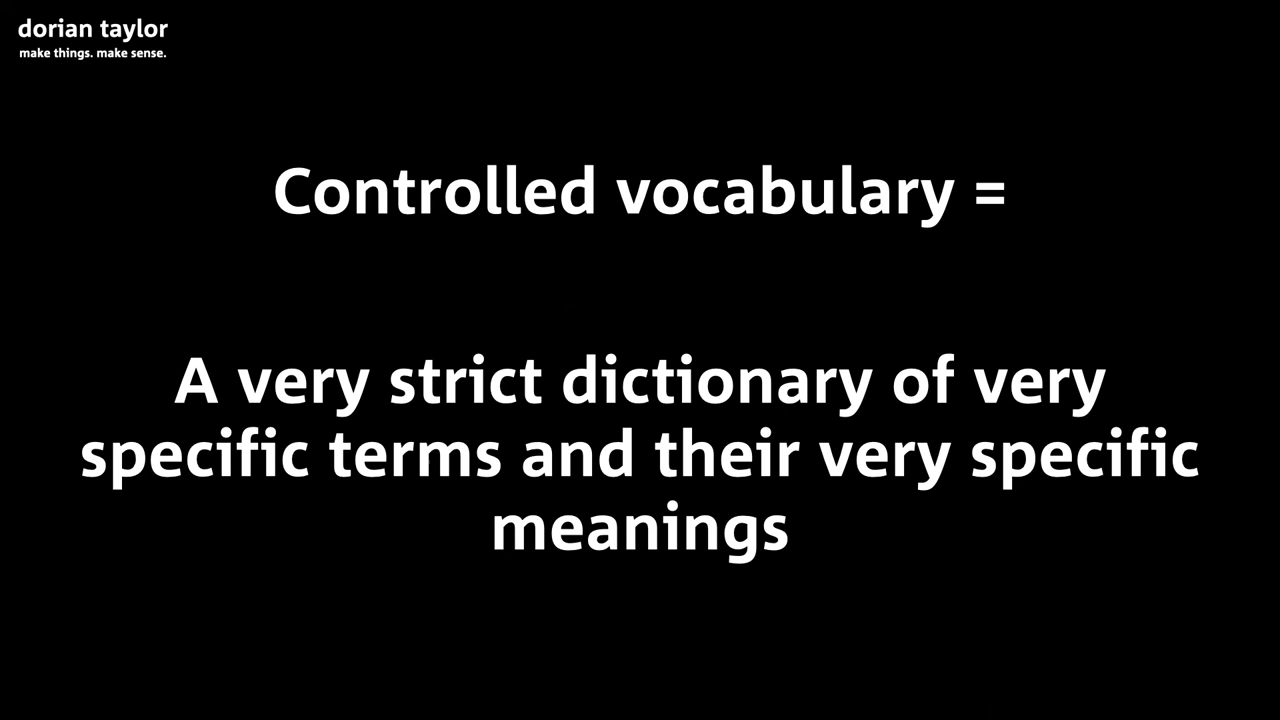 dorian taylor
make things. make sense.
Controlled vocabulary =
A very strict dictionary of very
specific terms and their very specific
meanings